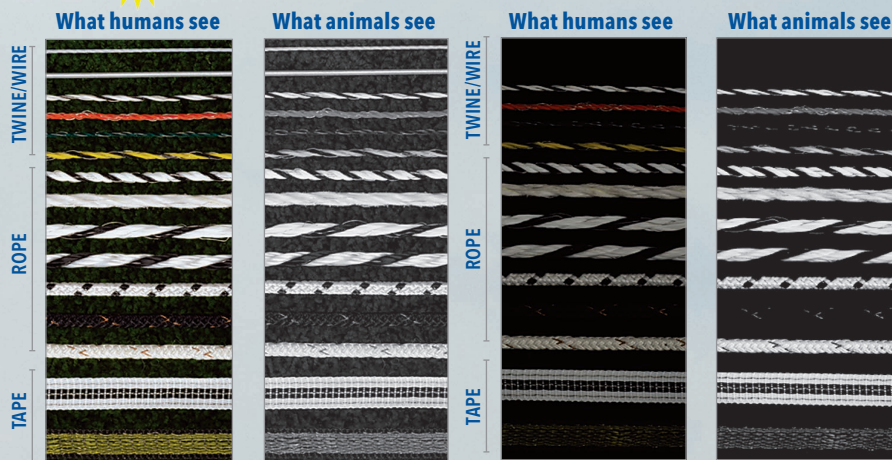 What humans see
What animals see
What humans see
What animals see
TWINE/WIRE
ROPE
TAPE
TWINE/WIRE
ROPE
TAPE